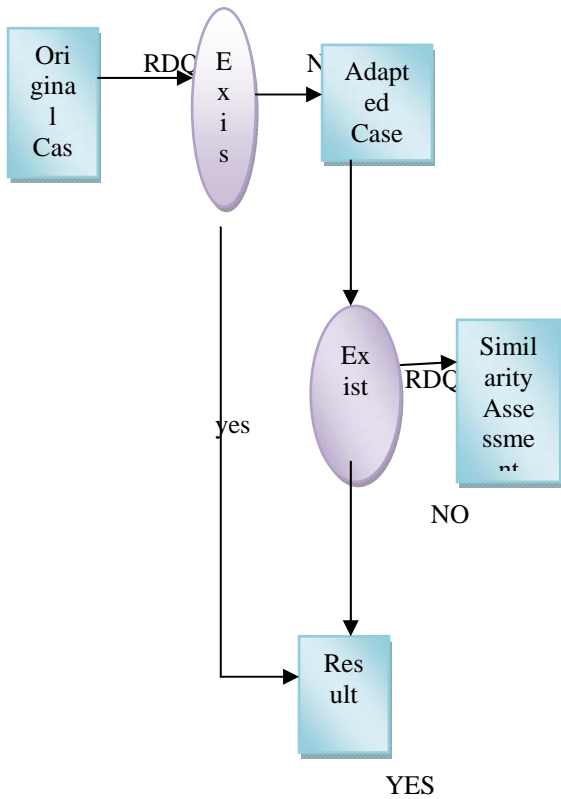 Ori
gina
l
Cas
RDQ
E
x
i
s
N
Adapt
ed
Case
Ex
ist
RDQ
Simil
arity
Asse
ssme
nt
yes
NO
Res
ult
YES